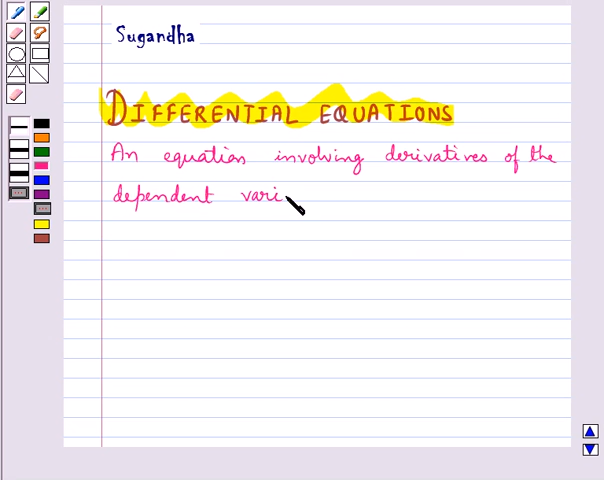 Sugandha
DIFFERENTIAL EQUATIONS
An equation involving derivatives of the
dependent vari